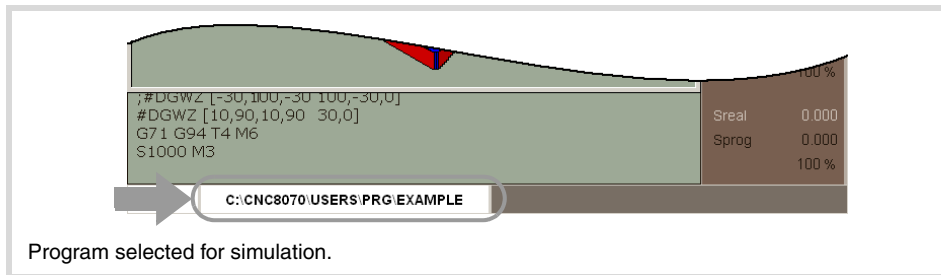 100 %
;#DGWZ [-30,100,-30 100,-30,0]
#DGWZ [10,90,10,90 30,0]
G71 G94 T4 M6
S1000 M3
Sreal 0.000
Sprog 0.000
100 %
C:\CNC8070\USERS\PRG\EXAMPLE
Program selected for simulation.